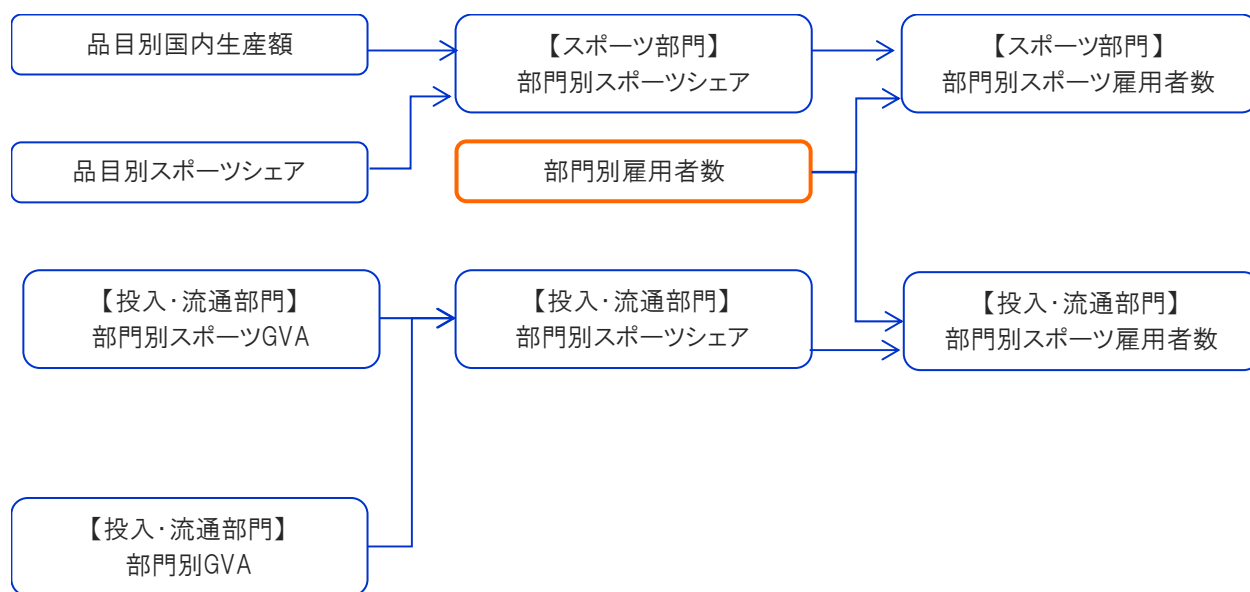 品目別国内生産額
【スポーツ部門】
部門別スポーツシェア
【スポーツ部門】
部門別スポーツ雇用者数
品目別スポーツシェア
部門別雇用者数
【投入・流通部門】
部門別スポーツGVA
【投入・流通部門】
部門別スポーツシェア
【投入・流通部門】
部門別スポーツ雇用者数
【投入・流通部門】
部門別GVA